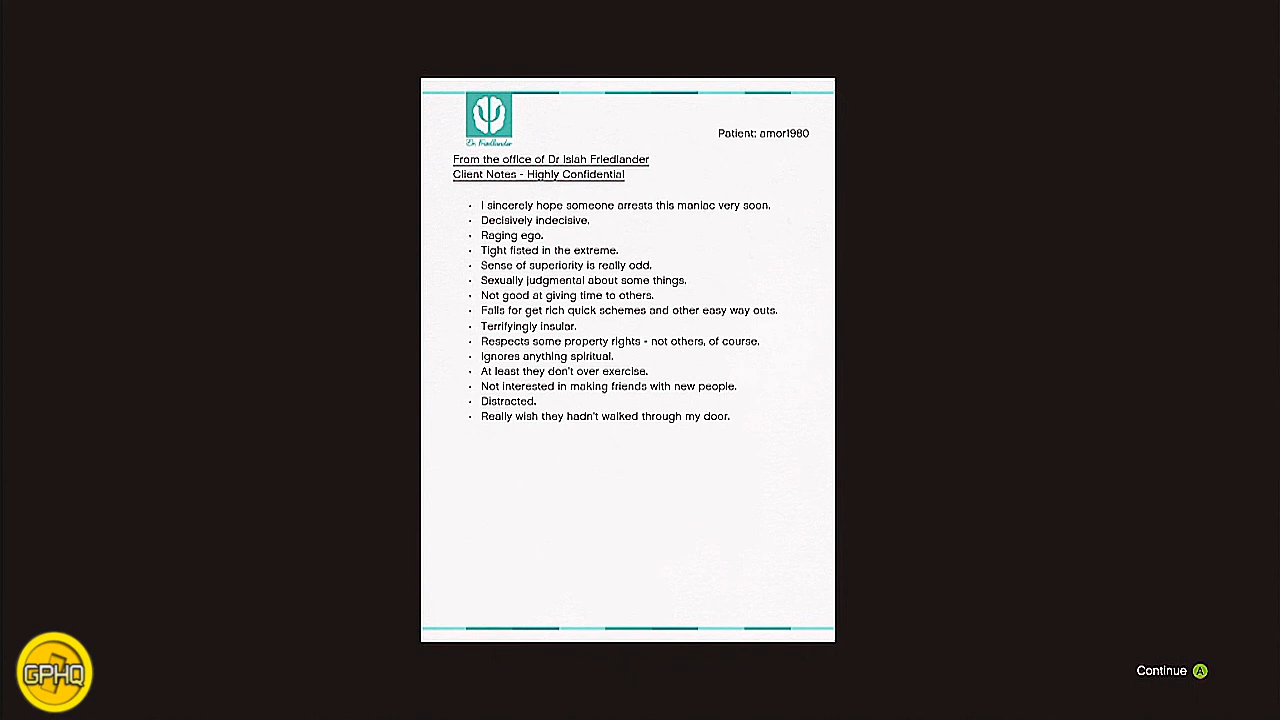 Dr. Friedlander
Patient: amor1980
From the office of Dr Isiah Friedlander
Client Notes - Highly Confidential
· I sincerely hope someone arrests this maniac very soon.
· Decisively indecisive.
· Raging ego.
· Tight fisted in the extreme.
· Sense of superiority is really odd.
· Sexually judgmental about some things.
· Not good at giving time to others.
· Falls for get rich quick schemes and other easy way outs.
· Terrifyingly insular.
· Respects some property rights - not others, of course.
· Ignores anything spiritual.
· At least they don't over exercise.
· Not interested in making friends with new people.
· Distracted.
· Really wish they hadn't walked through my door.
GPHQ
Continue A